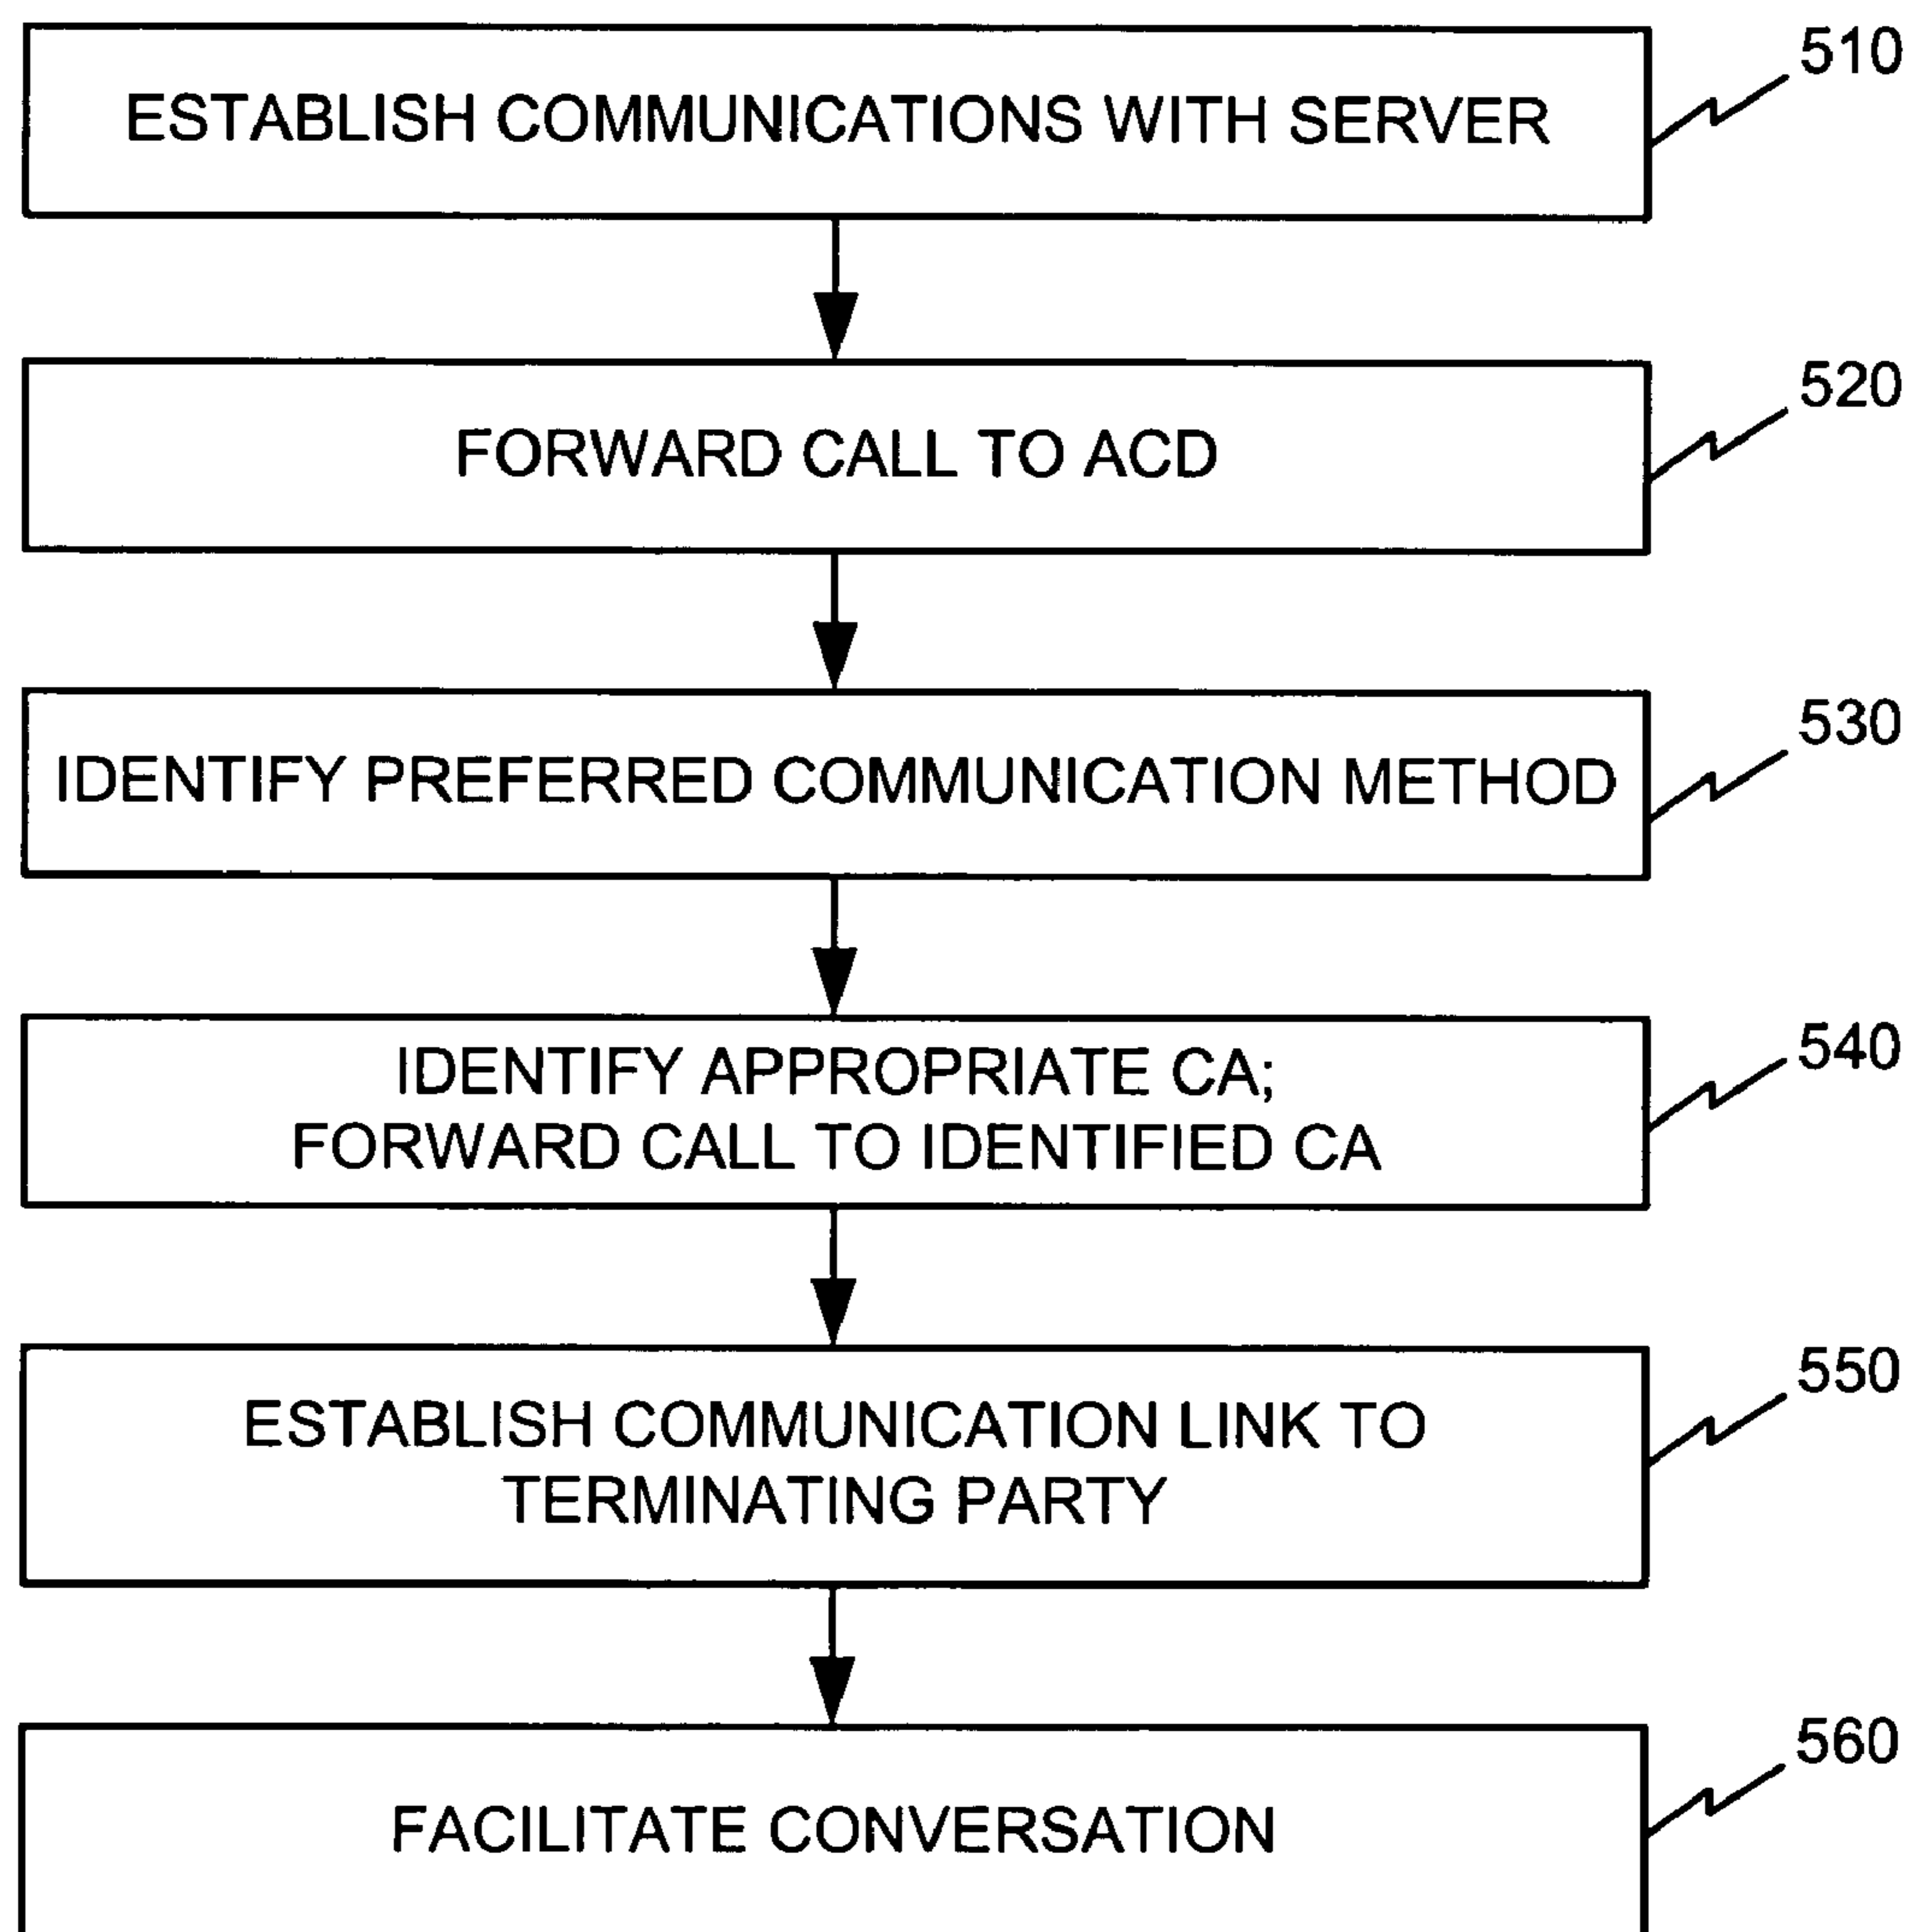 510
ESTABLISH COMMUNICATIONS WITH SERVER
520
FORWARD CALL TO ACD
530
IDENTIFY PREFERRED COMMUNICATION METHOD
540
IDENTIFY APPROPRIATE CA;
FORWARD CALL TO IDENTIFIED CA
550
ESTABLISH COMMUNICATION LINK TO
TERMINATING PARTY
560
FACILITATE CONVERSATION